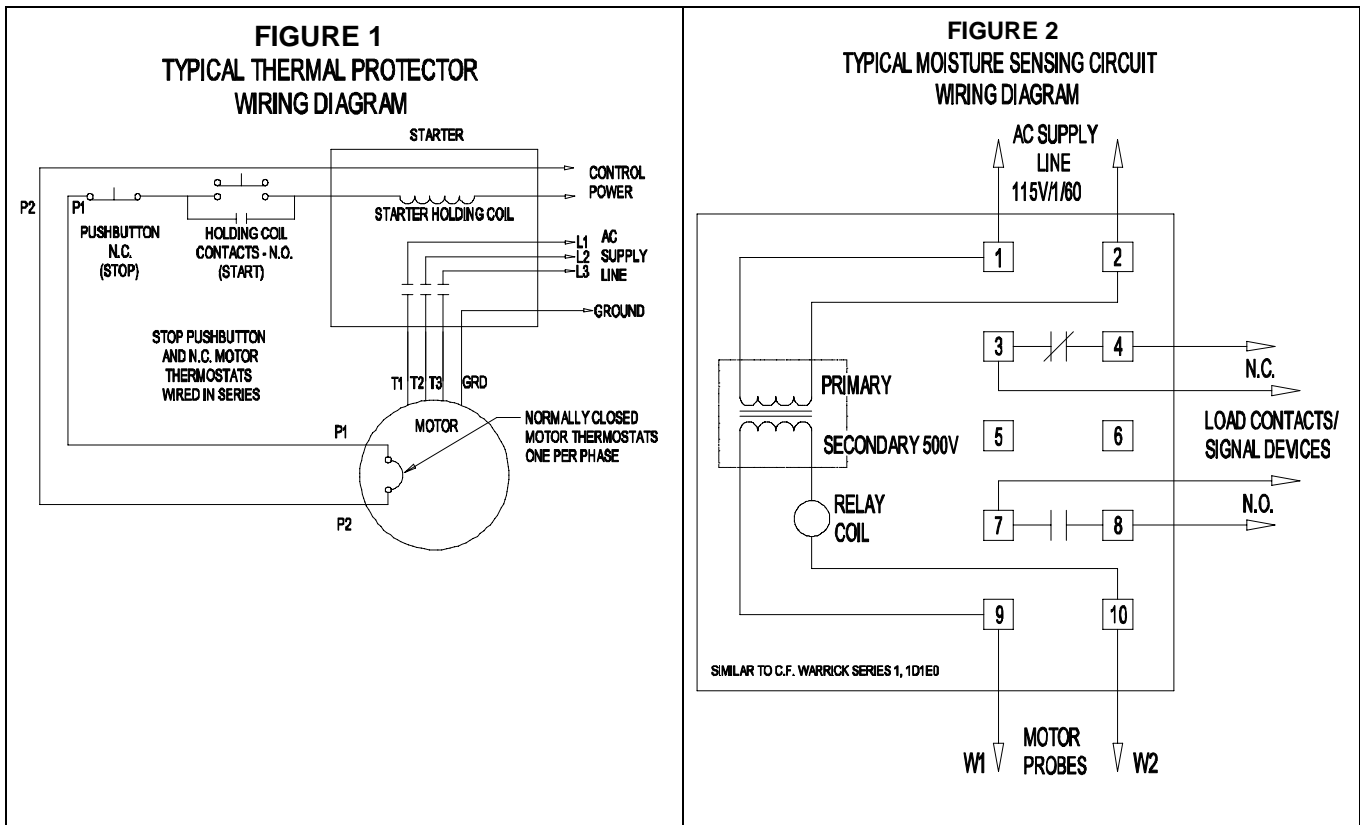 FIGURE 1
TYPICAL THERMAL PROTECTOR
WIRING DIAGRAM
STARTER
CONTROL
POWER
P2
P1
STARTER HOLDING COIL
PUSHBUTTON
N.C.
(STOP)
HOLDING COIL
CONTACTS - N.O.
(START)
L1
L2
L3
AC
SUPPLY
LINE
GROUND
STOP PUSHBUTTON
AND N.C. MOTOR
THERMOSTATS
WIRED IN SERIES
T1
T2
T3
GRD
MOTOR
NORMALLY CLOSED
MOTOR THERMOSTATS
ONE PER PHASE
P1
P2
FIGURE 2
TYPICAL MOISTURE SENSING CIRCUIT
WIRING DIAGRAM
AC SUPPLY
LINE
115V/1/60
1
2
3
4
N.C.
PRIMARY
5
6
LOAD CONTACTS/
SIGNAL DEVICES
SECONDARY 500V
RELAY
COIL
7
8
N.O.
9
10
SIMILAR TO C.F. WARRICK SERIES 1, 1D1E0
W1
MOTOR
PROBES
W2